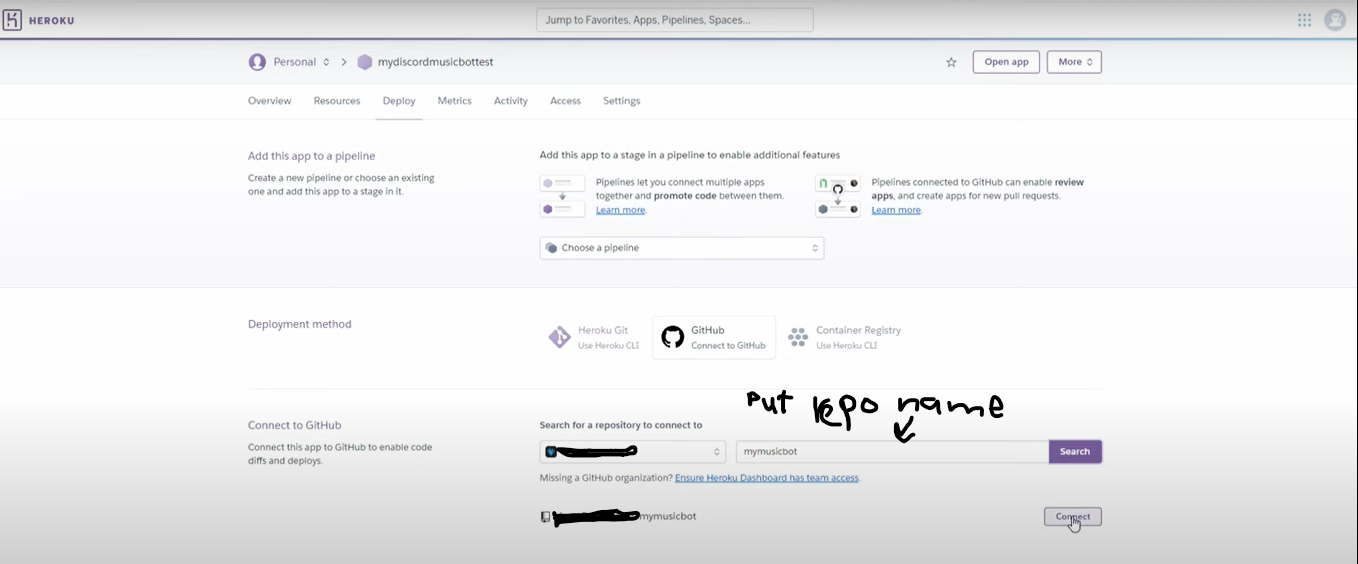 HEROKU
Jump to Favorites, Apps, Pipelines, Spaces...
Personal > mydiscordmusicbottest
Open app
More
Overview Resources Deploy Metrics Activity Access Settings
Add this app to a pipeline
Create a new pipeline or choose an existing
one and add this app to a stage in it.
Add this app to a stage in a pipeline to enable additional features
Pipelines let you connect multiple apps
together and promote code between them.
Learn more.
Pipelines connected to GitHub can enable review
apps, and create apps for new pull requests.
Learn more.
Choose a pipeline
Deployment method
Heroku Git
Use Heroku CLI
GitHub
Connect to GitHub
Container Registry
Use Heroku CLI
Put repo name
Connect to GitHub
Connect this app to GitHub to enable code
diffs and deploys.
Search for a repository to connect to
mymusicbot
Search
Missing a GitHub organization? Ensure Heroku Dashboard has team access.
mymusicbot
Connect